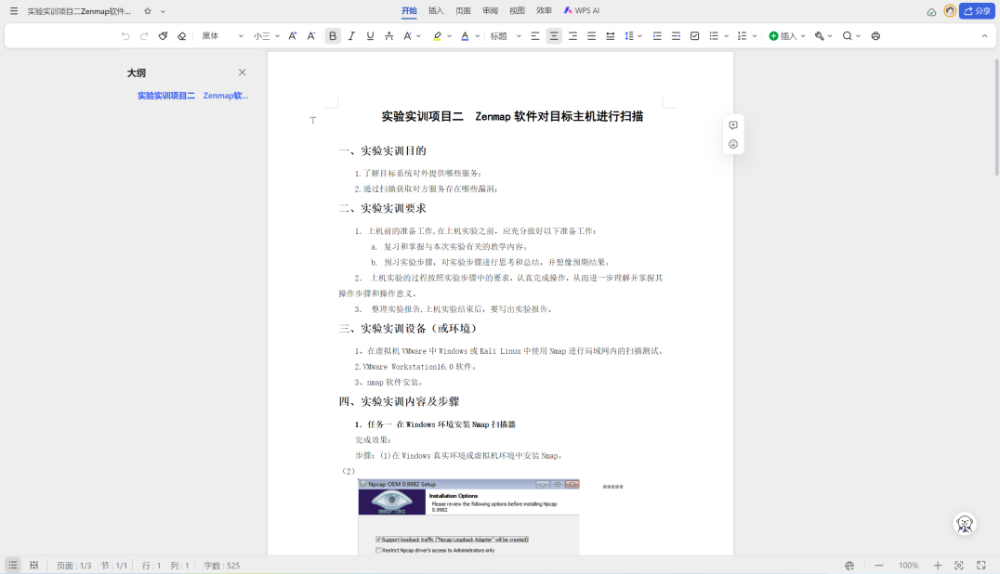 实验实训项目二Zenmap软件...
开始 插入 页面 审阅 视图 效率 WPS AI
分享
黑体 小三 A+ A- B I U A A A 标题 插入
大纲
实验实训项目二 Zenmap软...
实验实训项目二 Zenmap 软件对目标主机进行扫描
一、实验实训目的
1.了解目标系统对外提供哪些服务；
2.通过扫描获取对方服务存在哪些漏洞；
二、实验实训要求
1. 上机前的准备工作,在上机实验之前，应充分做好以下准备工作：
a. 复习和掌握与本次实验有关的教学内容。
b. 预习实验步骤，对实验步骤进行思考和总结，并想像预期结果。
2. 上机实验的过程按照实验步骤中的要求，认真完成操作，从而进一步理解并掌握其
操作步骤和操作意义。
3. 整理实验报告,上机实验结束后，要写出实验报告。
三、实验实训设备（或环境）
1、在虚拟机 VMware 中 Windows 或 Kali Linux 中使用 Nmap 进行局域网内的扫描测试。
2.VMware Workstation16.0 软件。
3、nmap 软件安装。
四、实验实训内容及步骤
1. 任务一 在 Windows 环境安装 Nmap 扫描器
完成效果：
步骤：(1)在 Windows 真实环境或虚拟机环境中安装 Nmap。
（2）
Npcap OEM 0.9982 Setup
*****
Installation Options
Please review the following options before installing Npcap
0.9982
NMAP.ORG
Support loopback traffic ("Npcap Loopback Adapter" will be created)
Restrict Npcap driver's access to Administrators only
页面：1/3 节：1/1 行：1 列：1 字数：525
100%